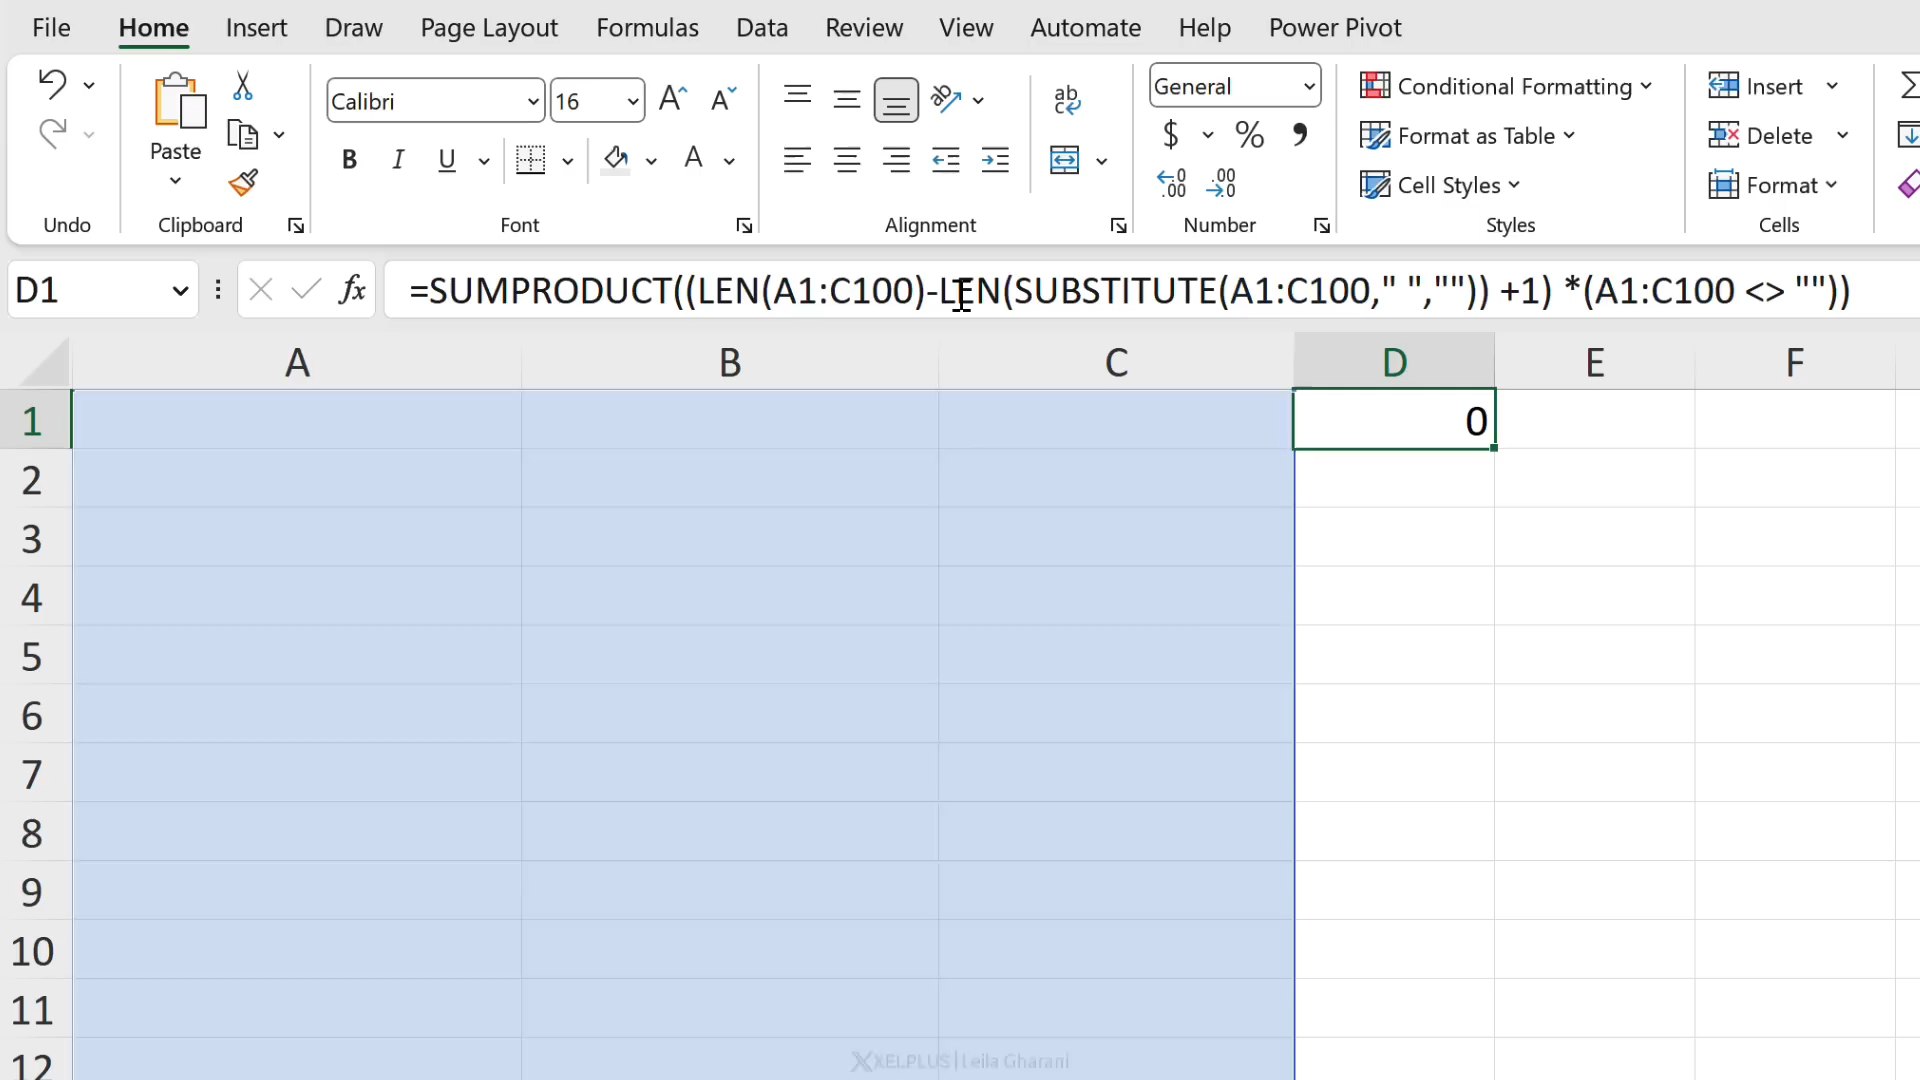 File Home Insert Draw Page Layout Formulas Data Review View Automate Help Power Pivot
Calibri 16 A A ab General Conditional Formatting Insert
Paste $ % , Format as Table Delete
B I U A .00 .00 Cell Styles Format
Undo Clipboard Font Alignment Number Styles Cells
D1 fx =SUMPRODUCT((LEN(A1:C100)-LEN(SUBSTITUTE(A1:C100," ","")) +1) *(A1:C100 <> ""))
A B C D E F
1 0
2
3
4
5
6
7
8
9
10
11
12
XELPLUS | Leila Gharani